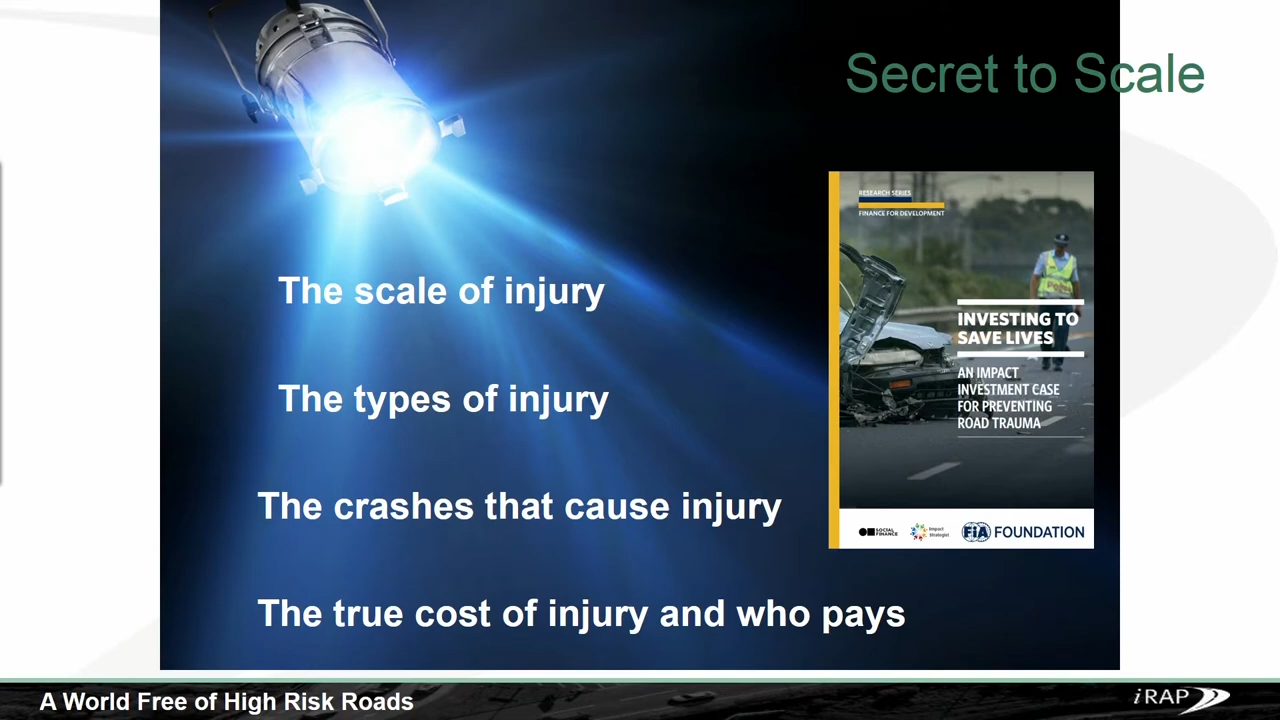 Secret to Scale
RESEARCH SERIES
FINANCE FOR DEVELOPMENT
The scale of injury
INVESTING TO
SAVE LIVES
AN IMPACT
INVESTMENT CASE
FOR PREVENTING
ROAD TRAUMA
The types of injury
The crashes that cause injury
SOCIAL
FINANCE
Impact
Strategist
FiA FOUNDATION
The true cost of injury and who pays
A World Free of High Risk Roads
iRAP